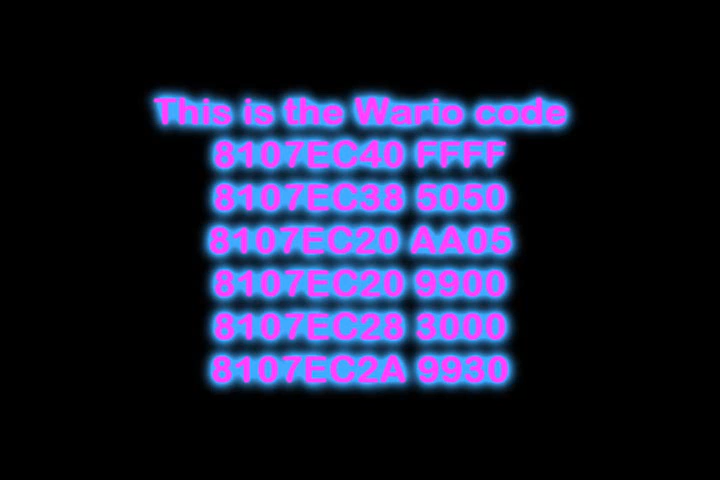 This is the Wario code
8107EC40 FFFF
8107EC38 5050
8107EC20 AA05
8107EC20 9900
8107EC28 3000
8107EC2A 9930